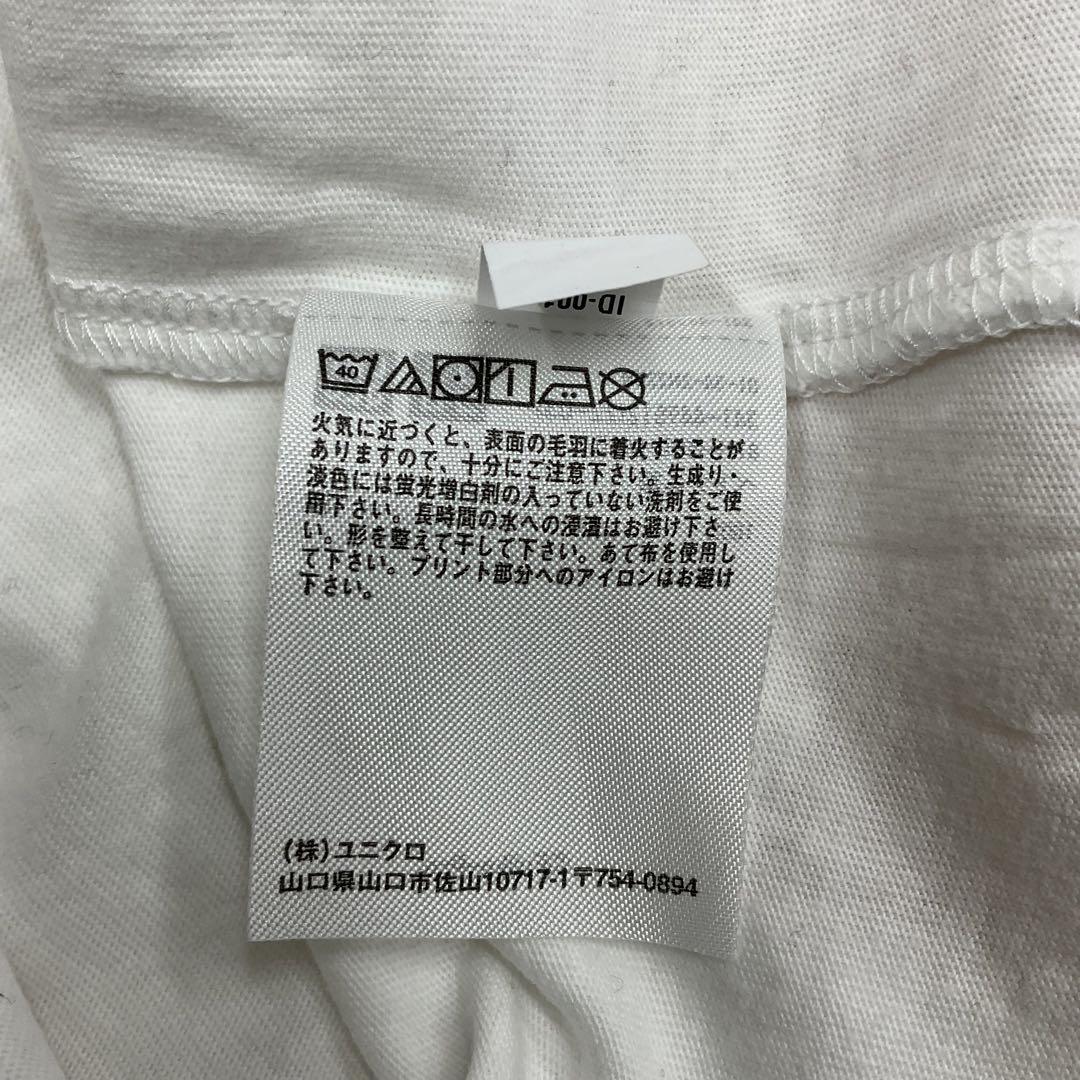 ID-001
40
火気に近づくと、表面の毛羽に着火することが
ありますので、十分にご注意下さい。生成り・
淡色には蛍光増白剤の入っていない洗剤をご使
用下さい。長時間の水への浸漬はお避け下さ
い。形を整えて干して下さい。あて布を使用し
て下さい。プリント部分へのアイロンはお避け
下さい。
(株)ユニクロ
山口県山口市佐山10717-1〒754-0894